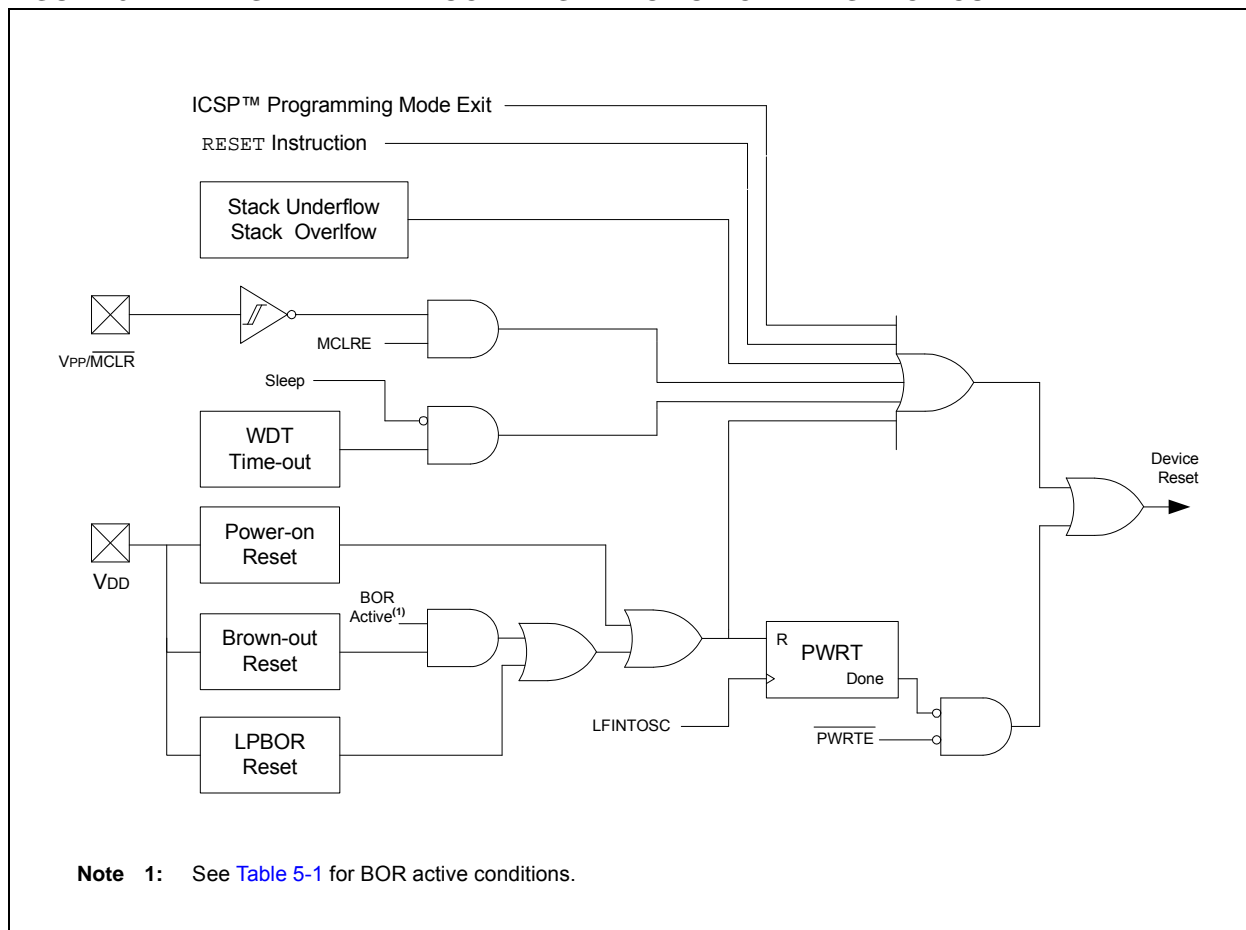 ICSP™ Programming Mode Exit
RESET Instruction
Stack Underflow
Stack Overlfow
VPP/MCLR
MCLRE
Sleep
WDT
Time-out
Device
Reset
VDD
Power-on
Reset
BOR
Active(1)
Brown-out
Reset
R
PWRT
Done
LFINTOSC
PWRTE
LPBOR
Reset
Note 1: See Table 5-1 for BOR active conditions.